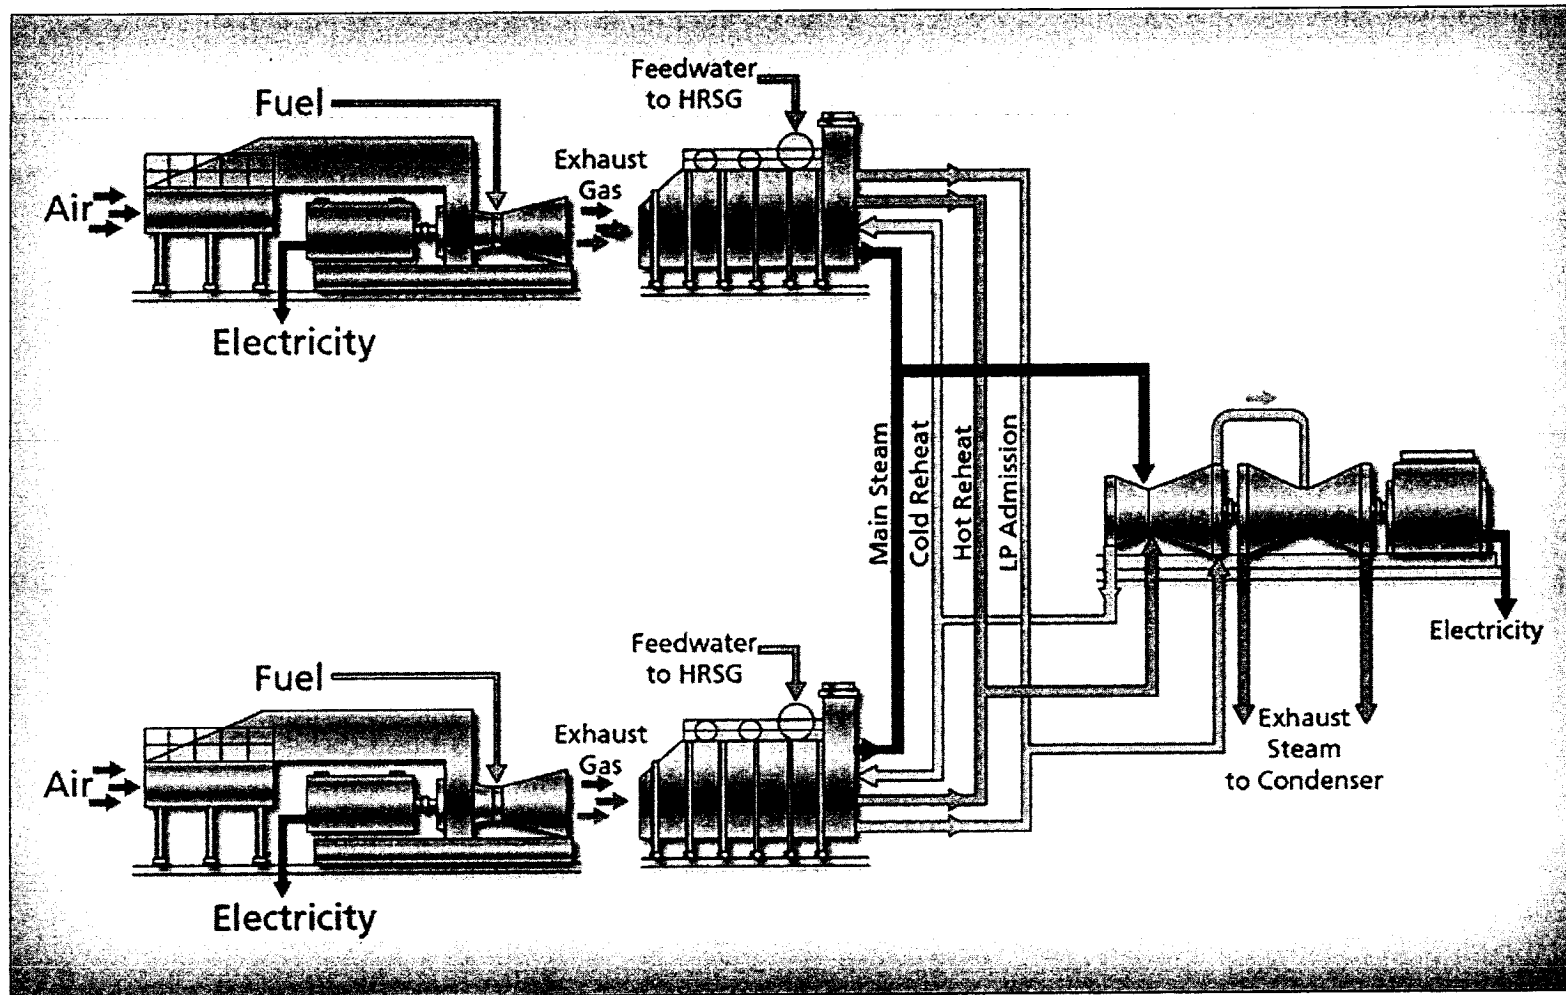 Feedwater
to HRSG
Fuel
Exhaust
Gas
Air
Electricity
Main Steam
Cold Reheat
Hot Reheat
LP Admission
Electricity
Feedwater
to HRSG
Fuel
Exhaust
Gas
Air
Electricity
Exhaust
Steam
to Condenser